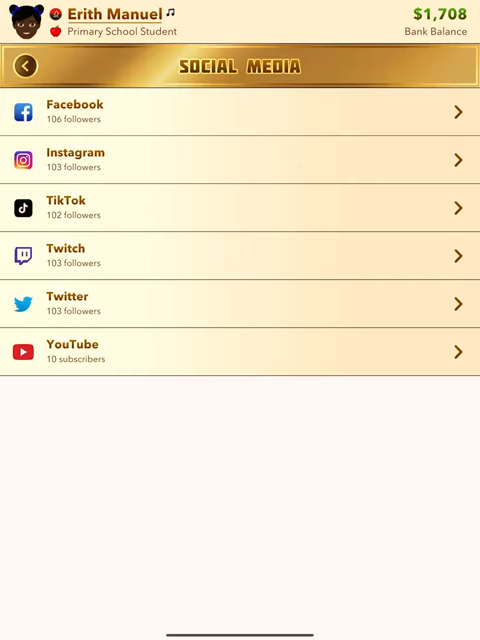 Erith Manuel
$1,708
Primary School Student
Bank Balance
SOCIAL MEDIA
Facebook
106 followers
Instagram
103 followers
TikTok
102 followers
Twitch
103 followers
Twitter
103 followers
YouTube
10 subscribers